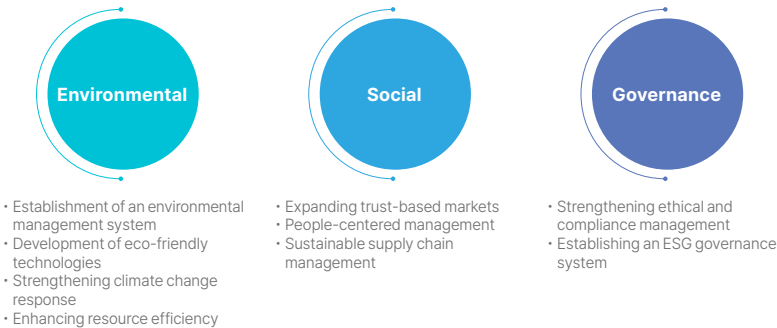 Environmental
・Establishment of an environmental
management system
・Development of eco-friendly
technologies
・Strengthening climate change
response
・Enhancing resource efficiency
Social
・Expanding trust-based markets
・People-centered management
・Sustainable supply chain
management
Governance
・Strengthening ethical and
compliance management
・Establishing an ESG governance
system